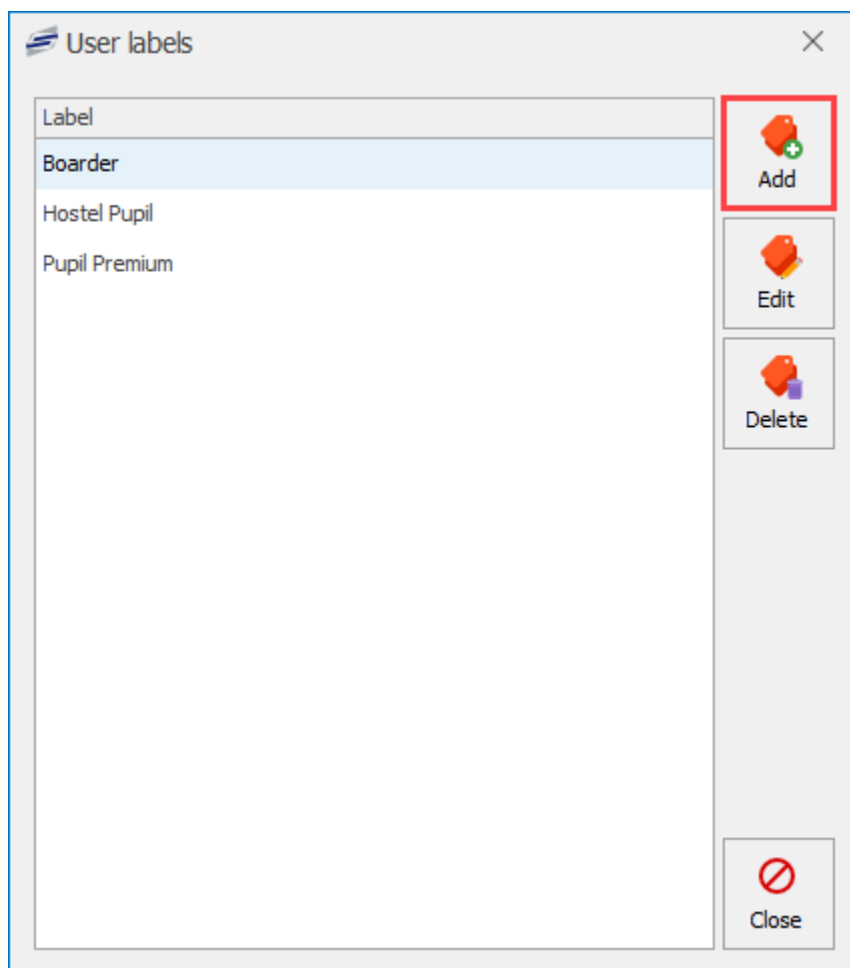 User labels
Label
Boarder
Hostel Pupil
Pupil Premium
Add
Edit
Delete
Close